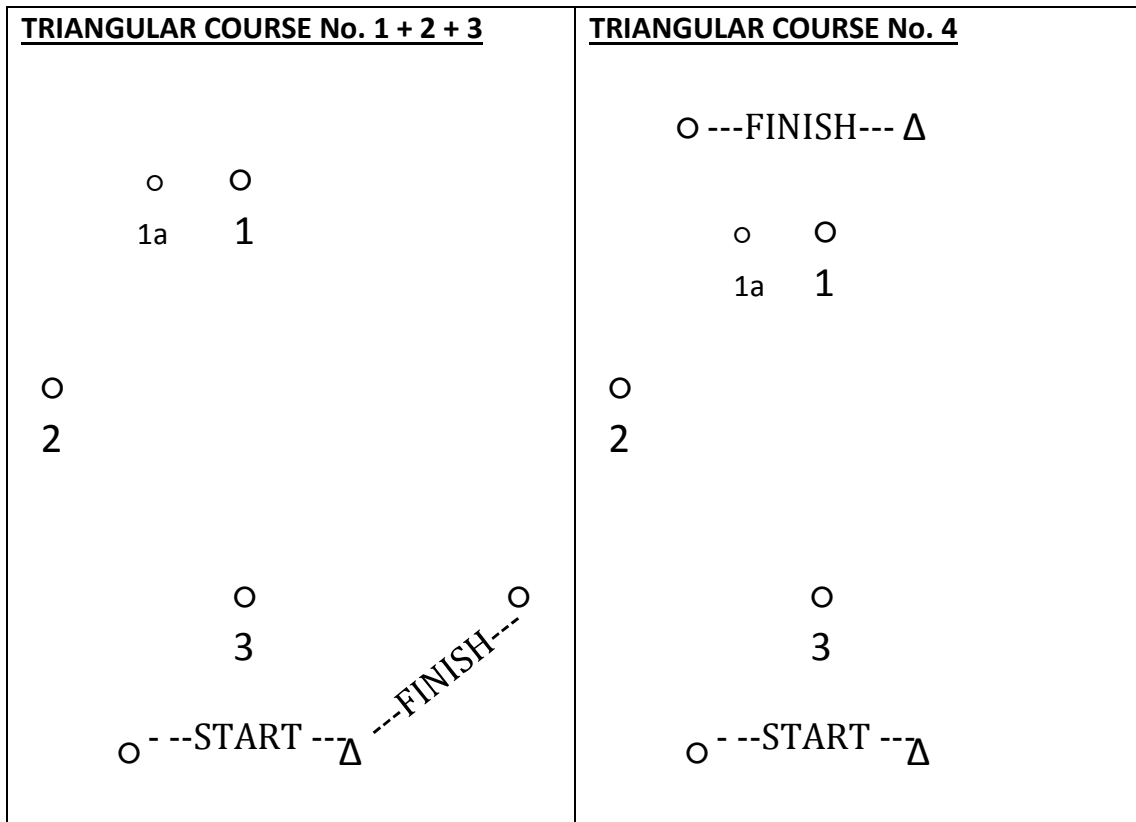 TRIANGULAR COURSE No. 1 + 2 + 3
1a 1
2
3
---FINISH---
- --START ---Δ
TRIANGULAR COURSE No. 4
---FINISH--- Δ
1a 1
2
3
- --START ---Δ